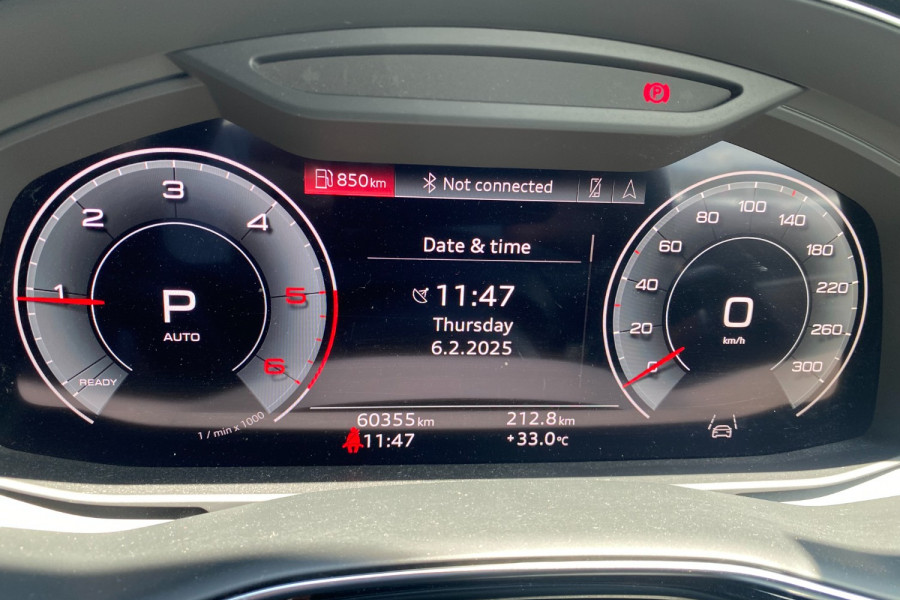 P
850km
Not connected
Date & time
11:47
Thursday
6.2.2025
1
2
3
4
5
6
READY
P
AUTO
1 / min x 1000
0
20
40
60
80
100
140
180
220
260
300
0
km/h
60355km 212.8km
11:47 +33.0°C